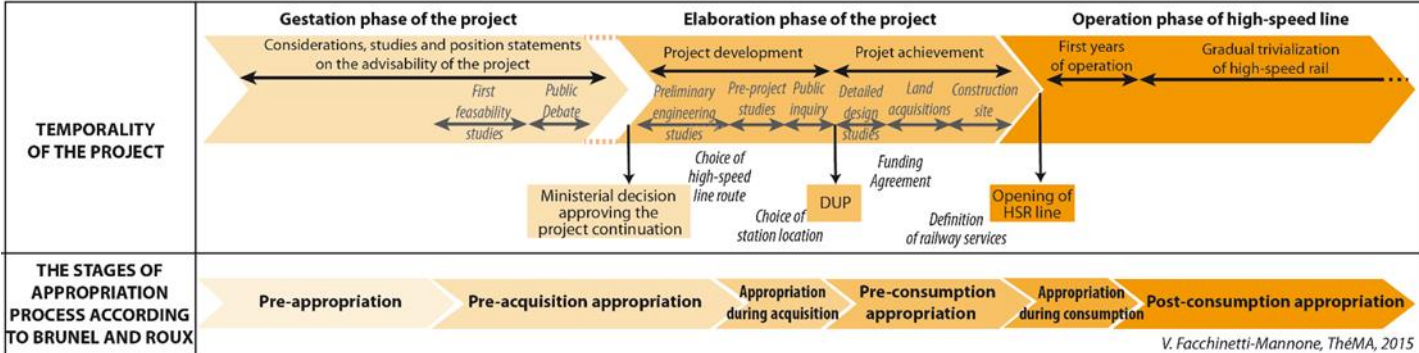 Gestation phase of the project
Elaboration phase of the project
Operation phase of high-speed line
Considerations, studies and position statements
on the advisability of the project
First
feasability
studies
Public
Debate
Project development
Projet achievement
Preliminary
engineering
studies
Pre-project
studies
Public
inquiry
Detailed
design
studies
Land
acquisitions
Construction
site
First years
of operation
Gradual trivialization
of high-speed rail
TEMPORALITY
OF THE PROJECT
Ministerial decision
approving the
project continuation
Choice of
high-speed
line route
Choice of
station location
DUP
Funding
Agreement
Definition
of railway services
Opening of
HSR line
THE STAGES OF
APPROPRIATION
PROCESS ACCORDING
TO BRUNEL AND ROUX
Pre-appropriation
Pre-acquisition appropriation
Appropriation
during acquisition
Pre-consumption
appropriation
Appropriation
during consumption
Post-consumption appropriation
V. Facchinetti-Mannone, ThéMA, 2015